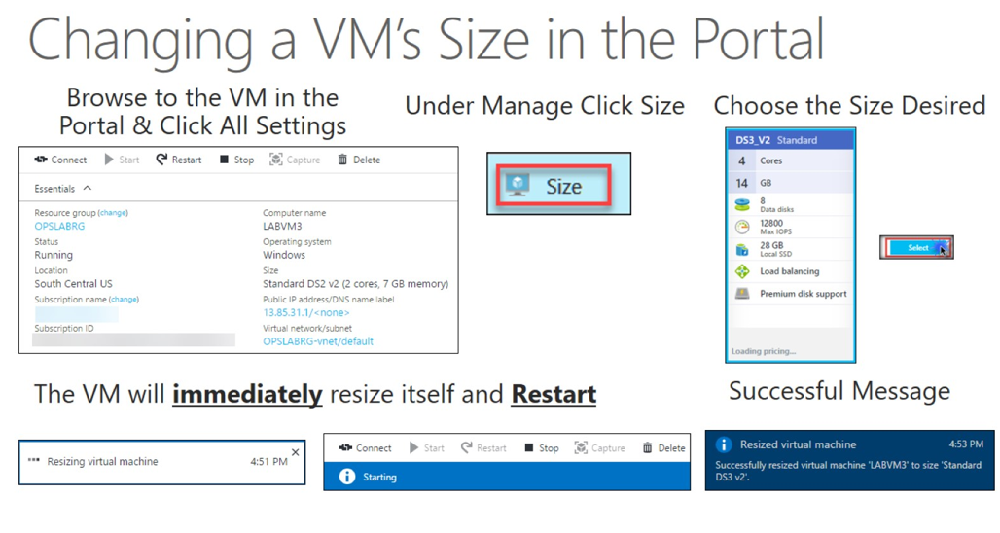 Changing a VM's Size in the Portal
Browse to the VM in the
Portal & Click All Settings
Connect Start Restart Stop Capture Delete
Essentials
Resource group (change)
OPSLABRG
Status
Running
Location
South Central US
Subscription name (change)
Subscription ID
Computer name
LABVM3
Operating system
Windows
Size
Standard DS2 v2 (2 cores, 7 GB memory)
Public IP address/DNS name label
13.85.31.1/<none>
Virtual network/subnet
OPSLABRG-vnet/default
Under Manage Click Size
Size
Choose the Size Desired
DS3_V2 Standard
4 Cores
14 GB
8
Data disks
12800
Max IOPS
28 GB
Local SSD
Load balancing
Premium disk support
Loading pricing...
Select
The VM will immediately resize itself and Restart
Resizing virtual machine 4:51 PM
Connect Start Restart Stop Capture Delete
Starting
Successful Message
Resized virtual machine 4:53 PM
Successfully resized virtual machine 'LABVM3' to size 'Standard
DS3 v2'.